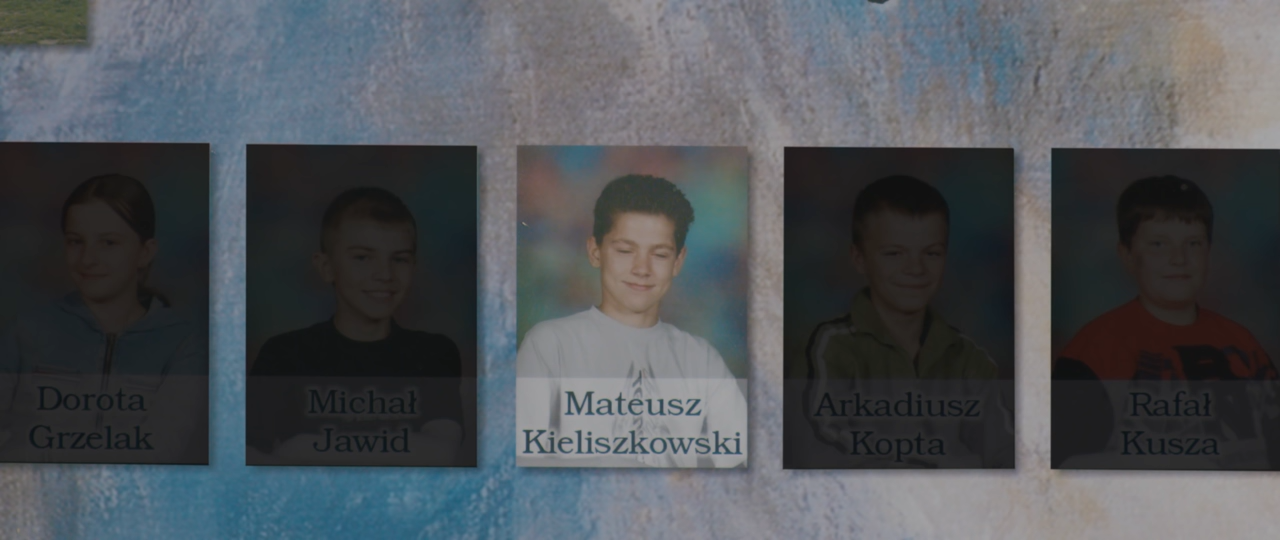 Dorota
Grzelak
Michał
Jawid
Mateusz
Kieliszkowski
Arkadiusz
Kopta
Rafał
Kusza